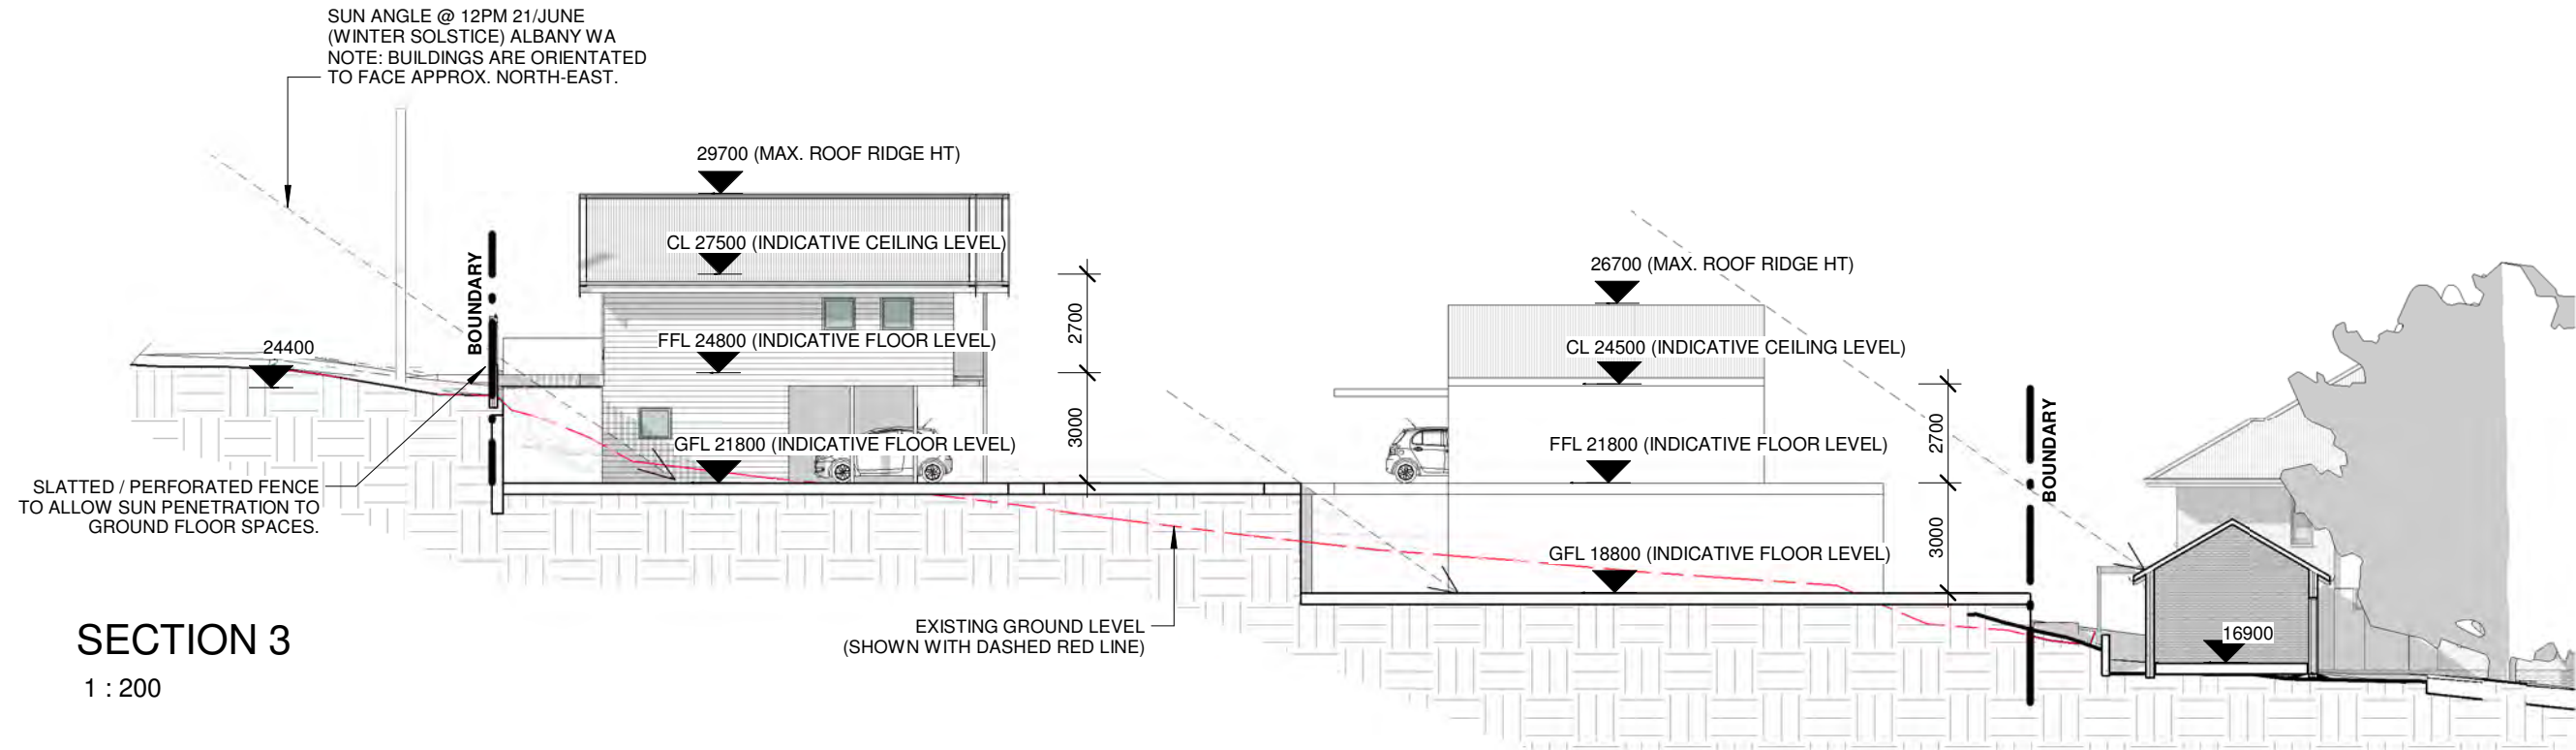 SUN ANGLE @ 12PM 21/JUNE
(WINTER SOLSTICE) ALBANY WA
NOTE: BUILDINGS ARE ORIENTATED
TO FACE APPROX. NORTH-EAST.
29700 (MAX. ROOF RIDGE HT)
CL 27500 (INDICATIVE CEILING LEVEL)
BOUNDARY
24400
FFL 24800 (INDICATIVE FLOOR LEVEL)
2700
3000
GFL 21800 (INDICATIVE FLOOR LEVEL)
SLATTED / PERFORATED FENCE
TO ALLOW SUN PENETRATION TO
GROUND FLOOR SPACES.
26700 (MAX. ROOF RIDGE HT)
CL 24500 (INDICATIVE CEILING LEVEL)
2700
BOUNDARY
FFL 21800 (INDICATIVE FLOOR LEVEL)
3000
GFL 18800 (INDICATIVE FLOOR LEVEL)
EXISTING GROUND LEVEL
(SHOWN WITH DASHED RED LINE)
16900
SECTION 3
1 : 200